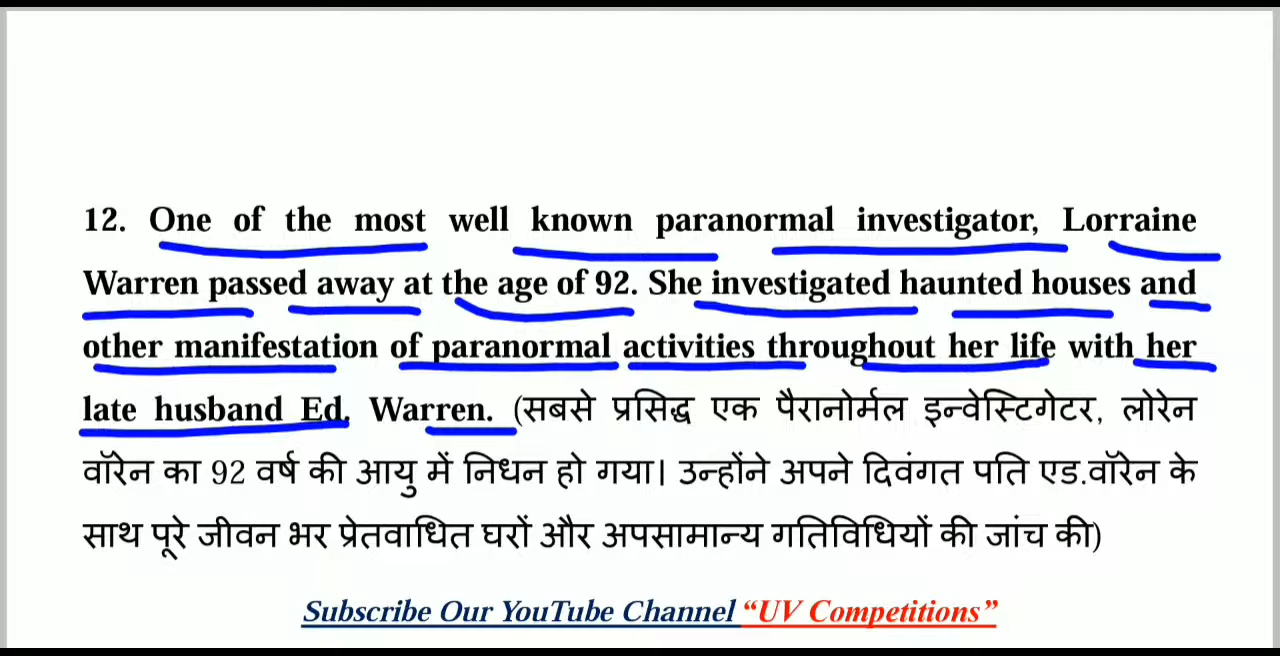 12. One of the most well known paranormal investigator, Lorraine
Warren passed away at the age of 92. She investigated haunted houses and
other manifestation of paranormal activities throughout her life with her
late husband Ed. Warren. (सबसे प्रसिद्ध एक पैरानोर्मल इन्वेस्टिगेटर, लोरेन
वॉरेन का 92 वर्ष की आयु में निधन हो गया। उन्होंने अपने दिवंगत पति एड.वॉरेन के
साथ पूरे जीवन भर प्रेतवाधित घरों और अपसामान्य गतिविधियों की जांच की)
Subscribe Our YouTube Channel “UV Competitions”